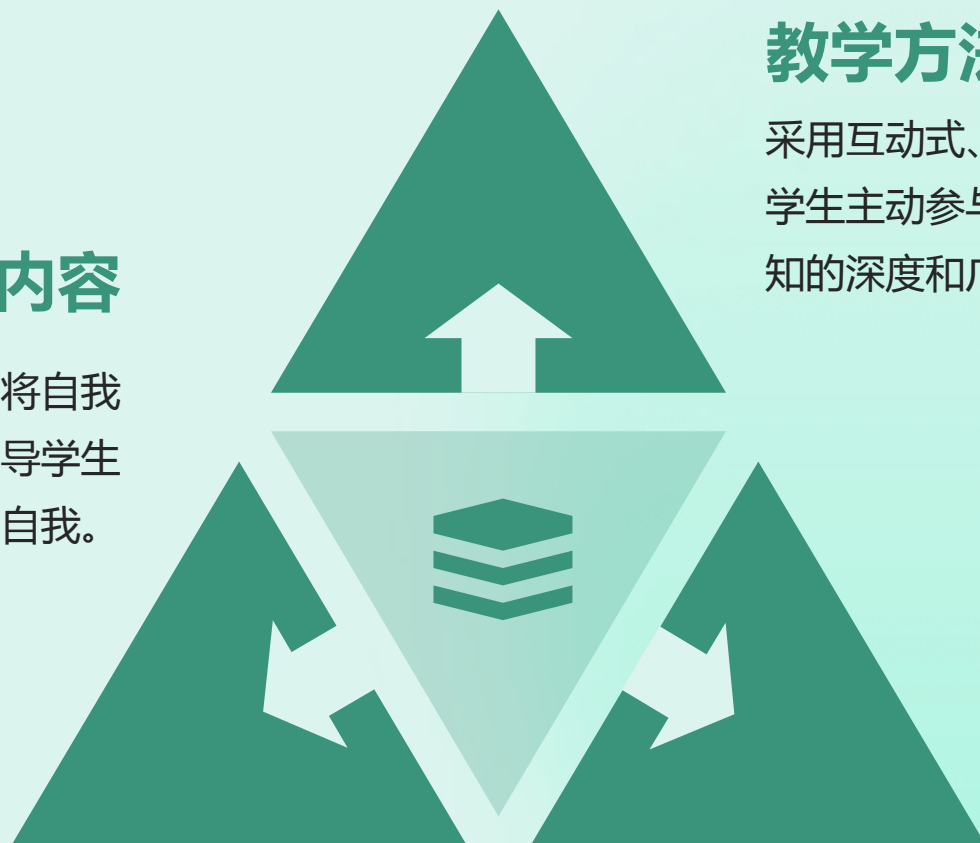 教学方法
采用互动式、
学生主动参与
知的深度和广
内容
将自我
导学生
自我。